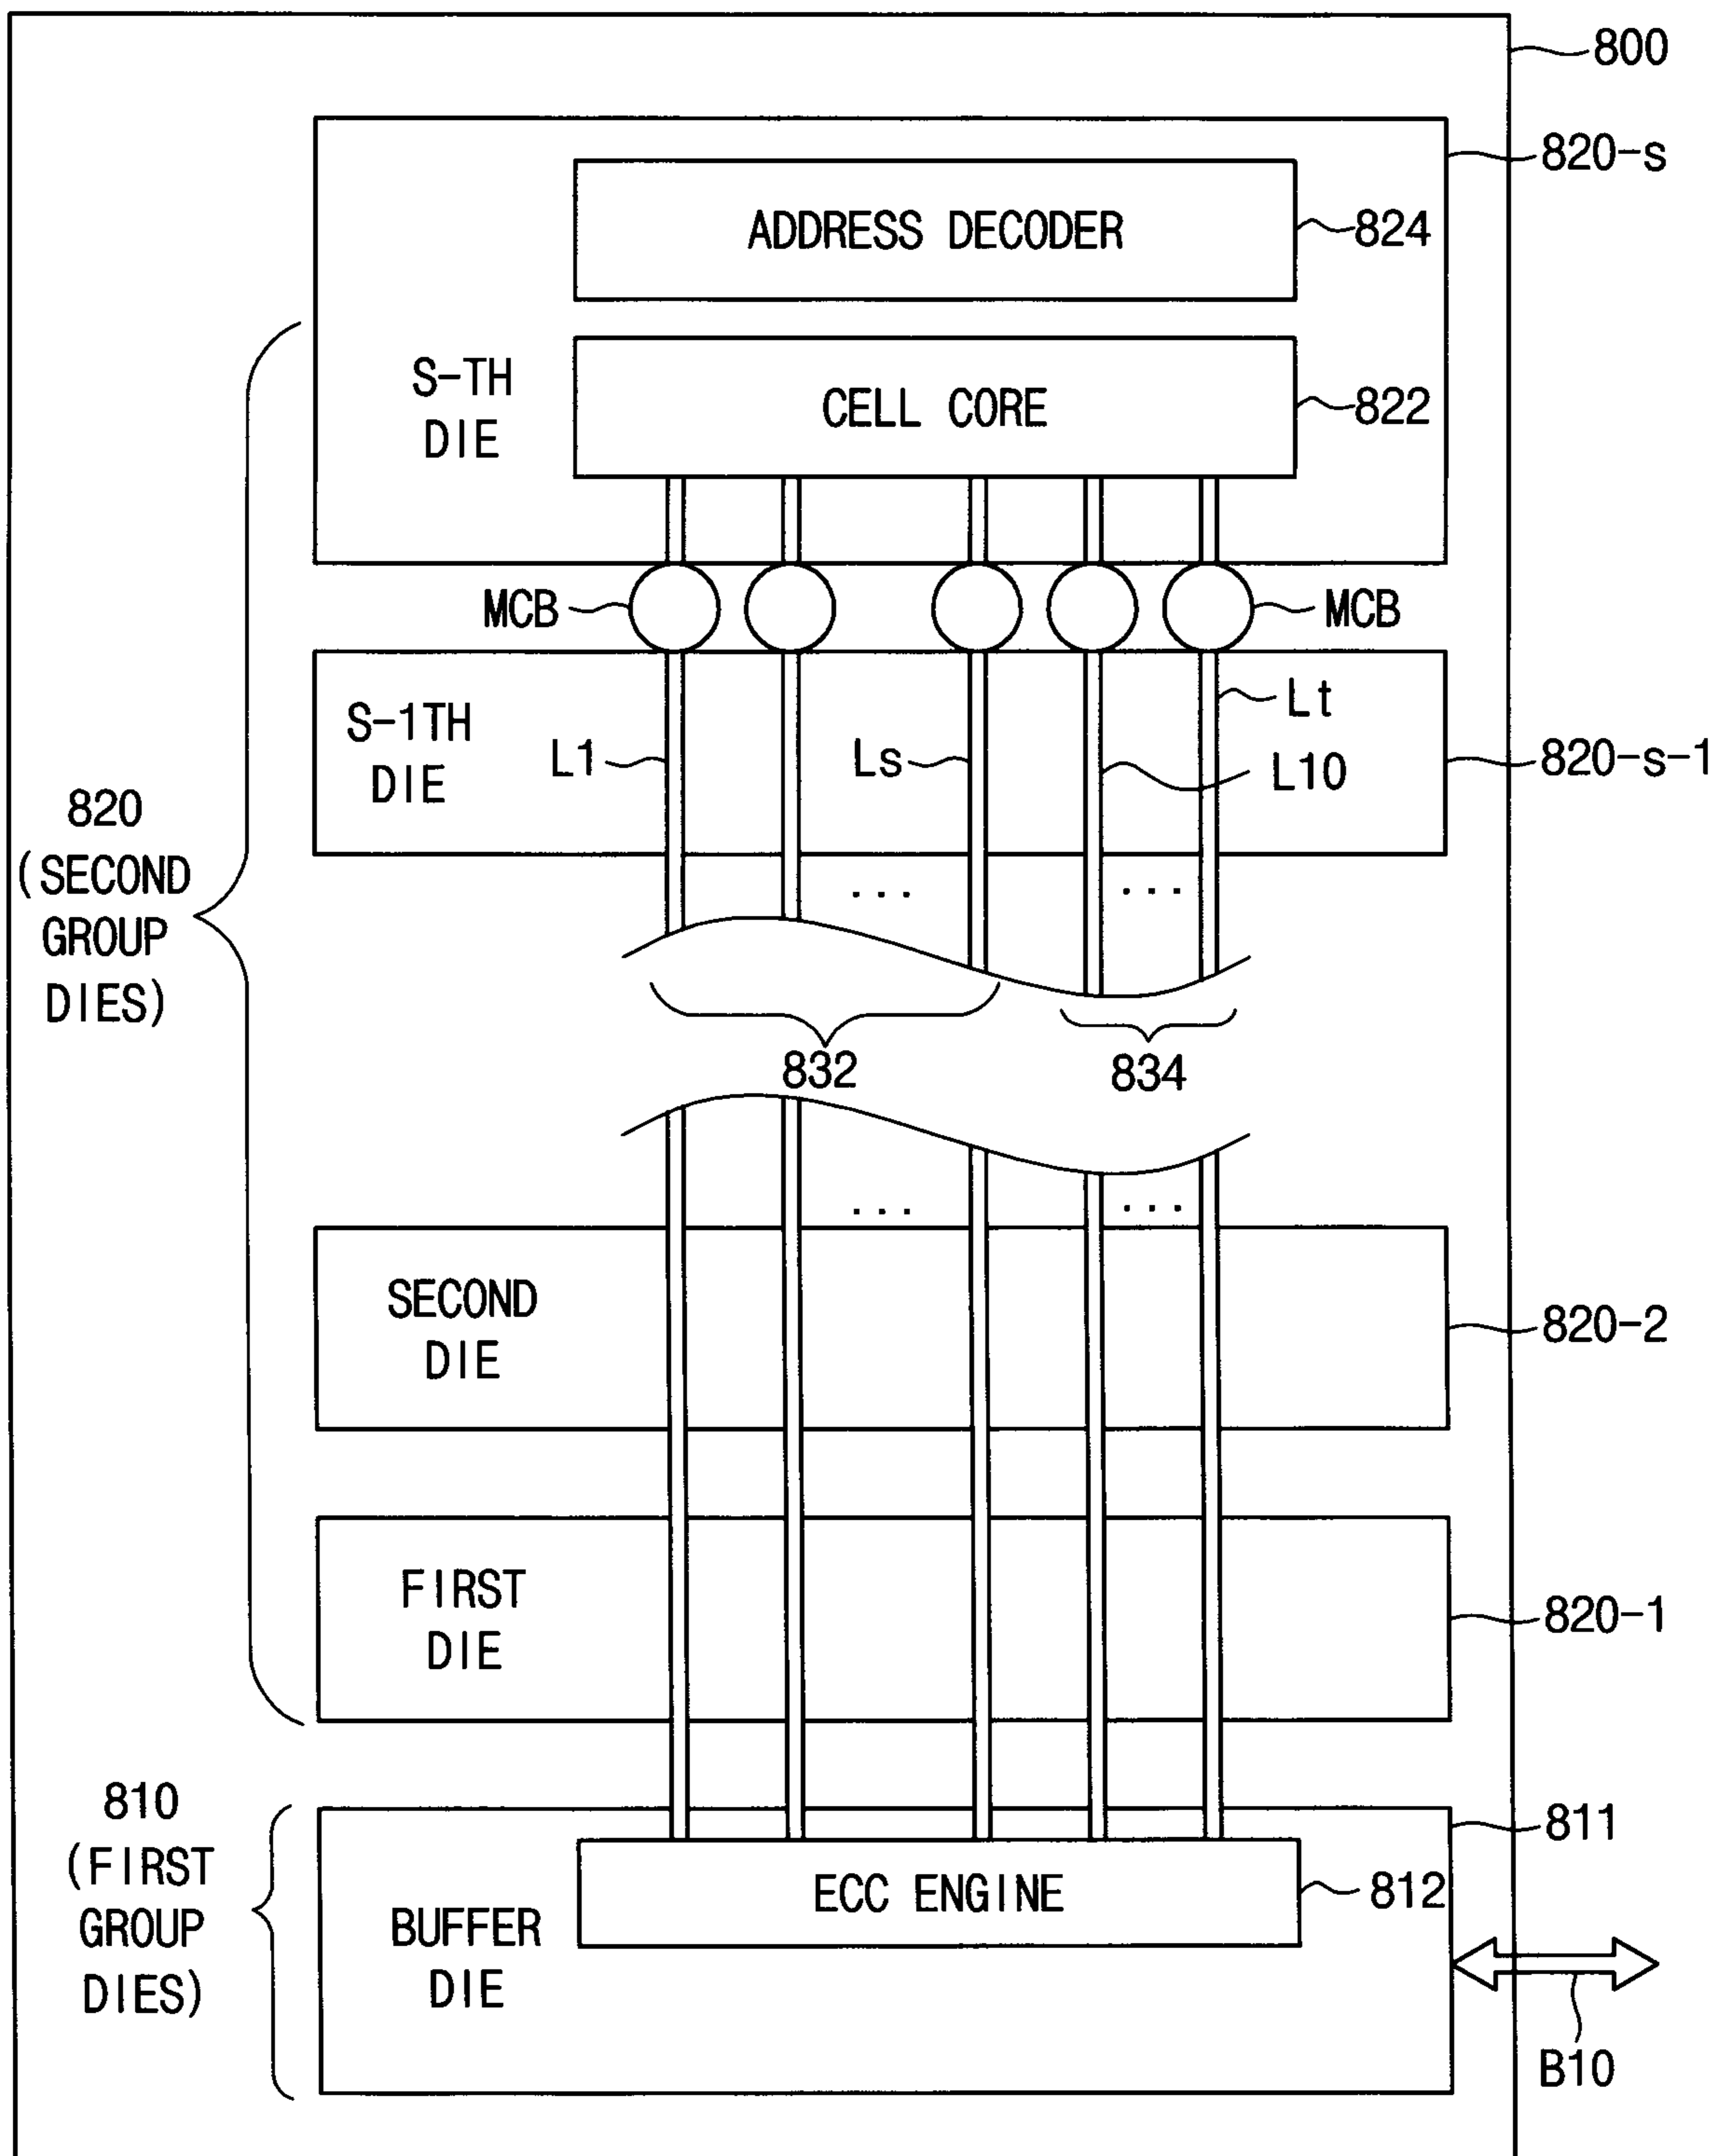 800
820-s
ADDRESS DECODER
824
S-TH
DIE
CELL CORE
822
MCB
MCB
S-1TH
DIE
L1
Ls
Lt
L10
820-s-1
820
(SECOND
GROUP
DIES)
...
...
832
834
...
...
SECOND
DIE
820-2
FIRST
DIE
820-1
810
(FIRST
GROUP
DIES)
811
ECC ENGINE
812
BUFFER
DIE
B10